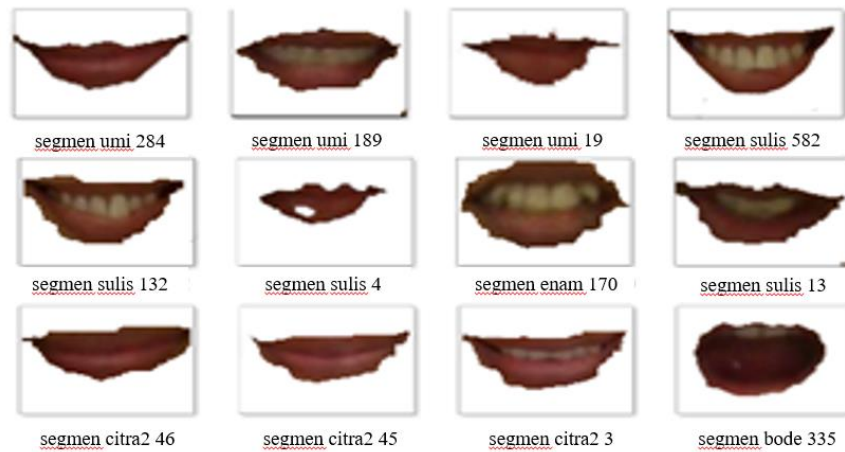 segmen umi 284
segmen umi 189
segmen umi 19
segmen sulis 582
segmen sulis 132
segmen sulis 4
segmen enam 170
segmen sulis 13
segmen citra2 46
segmen citra2 45
segmen citra2 3
segmen bode 335